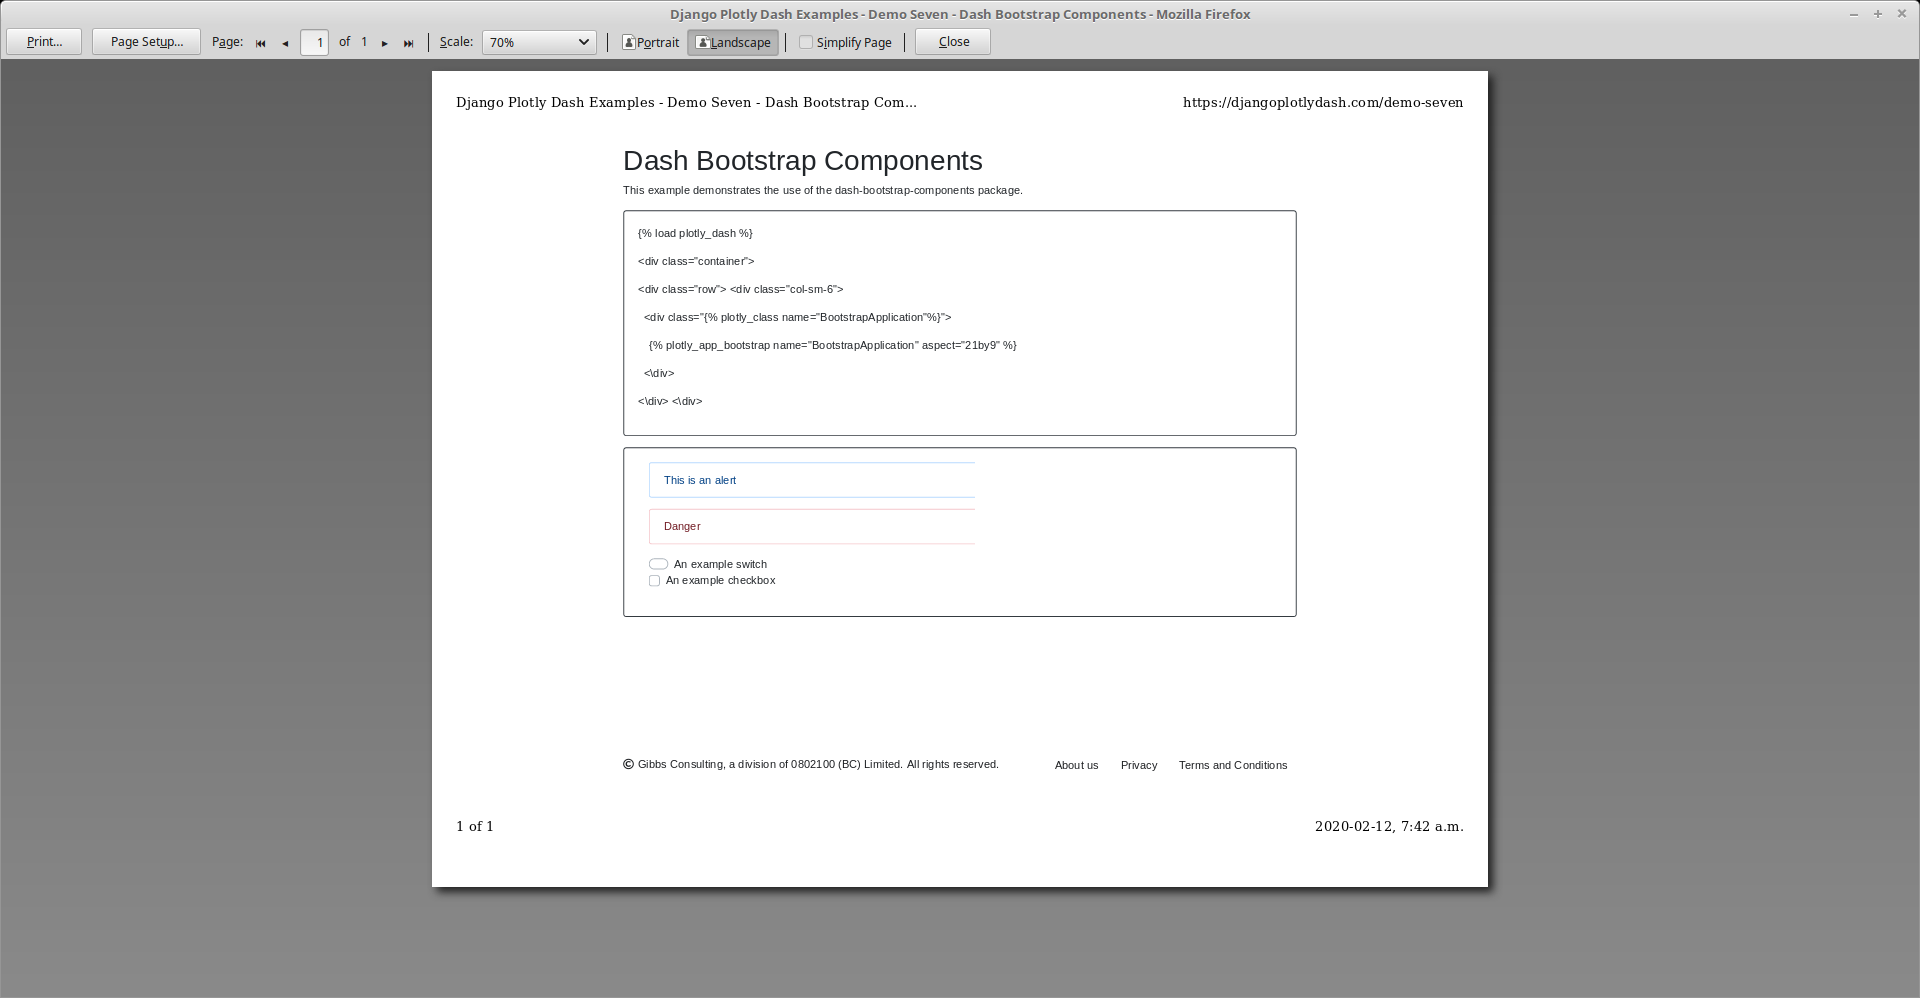 Django Plotly Dash Examples - Demo Seven - Dash Bootstrap Components - Mozilla Firefox
Print... Page Setup... Page: 1 of 1 Scale: 70% Portrait Landscape Simplify Page Close
Django Plotly Dash Examples - Demo Seven - Dash Bootstrap Com... https://djangoplotlydash.com/demo-seven
Dash Bootstrap Components
This example demonstrates the use of the dash-bootstrap-components package.
{% load plotly_dash %}
<div class="container">
<div class="row"> <div class="col-sm-6">
<div class="{% plotly_class name="BootstrapApplication"%}">
{% plotly_app_bootstrap name="BootstrapApplication" aspect="21by9" %}
<\div>
<\div> <\div>
This is an alert
Danger
An example switch
An example checkbox
© Gibbs Consulting, a division of 0802100 (BC) Limited. All rights reserved. About us Privacy Terms and Conditions
1 of 1 2020-02-12, 7:42 a.m.